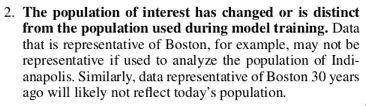 2. The population of interest has changed or is distinct
from the population used during model training. Data
that is representative of Boston, for example, may not be
representative if used to analyze the population of Indi-
anapolis. Similarly, data representative of Boston 30 years
ago will likely not reflect today's population.